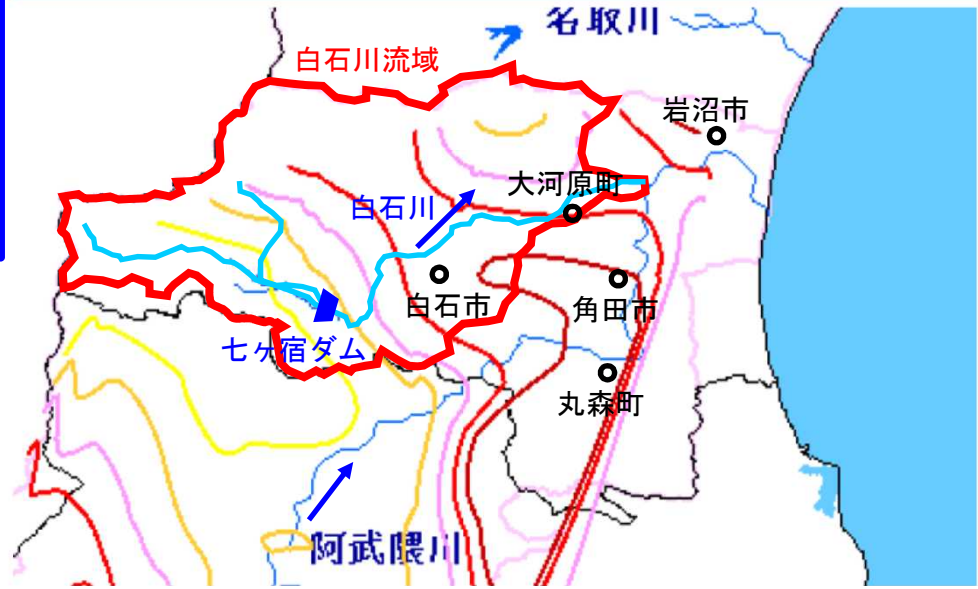 名取川
白石川流域
岩沼市
大河原町
白石川
白石市
角田市
七ヶ宿ダム
丸森町
阿武隈川